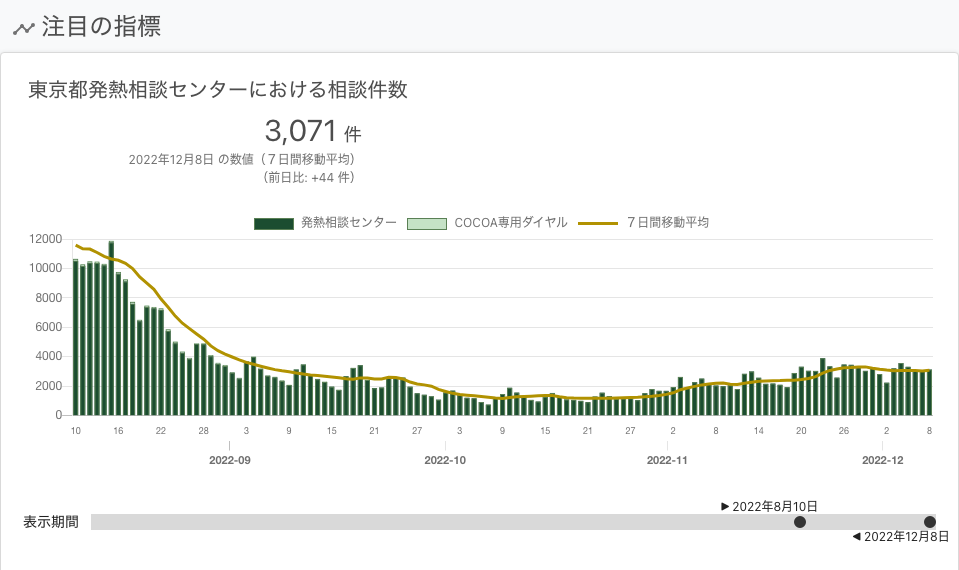 注目の指標
東京都発熱相談センターにおける相談件数
3,071 件
2022年12月8日 の数値（７日間移動平均）
（前日比: +44 件）
発熱相談センター COCOA専用ダイヤル ７日間移動平均
12000
10000
8000
6000
4000
2000
0
10 16 22 28 3 9 15 21 27 3 9 15 21 27 2 8 14 20 26 2 8
2022-09 2022-10 2022-11 2022-12
▶ 2022年8月10日
表示期間
◀ 2022年12月8日